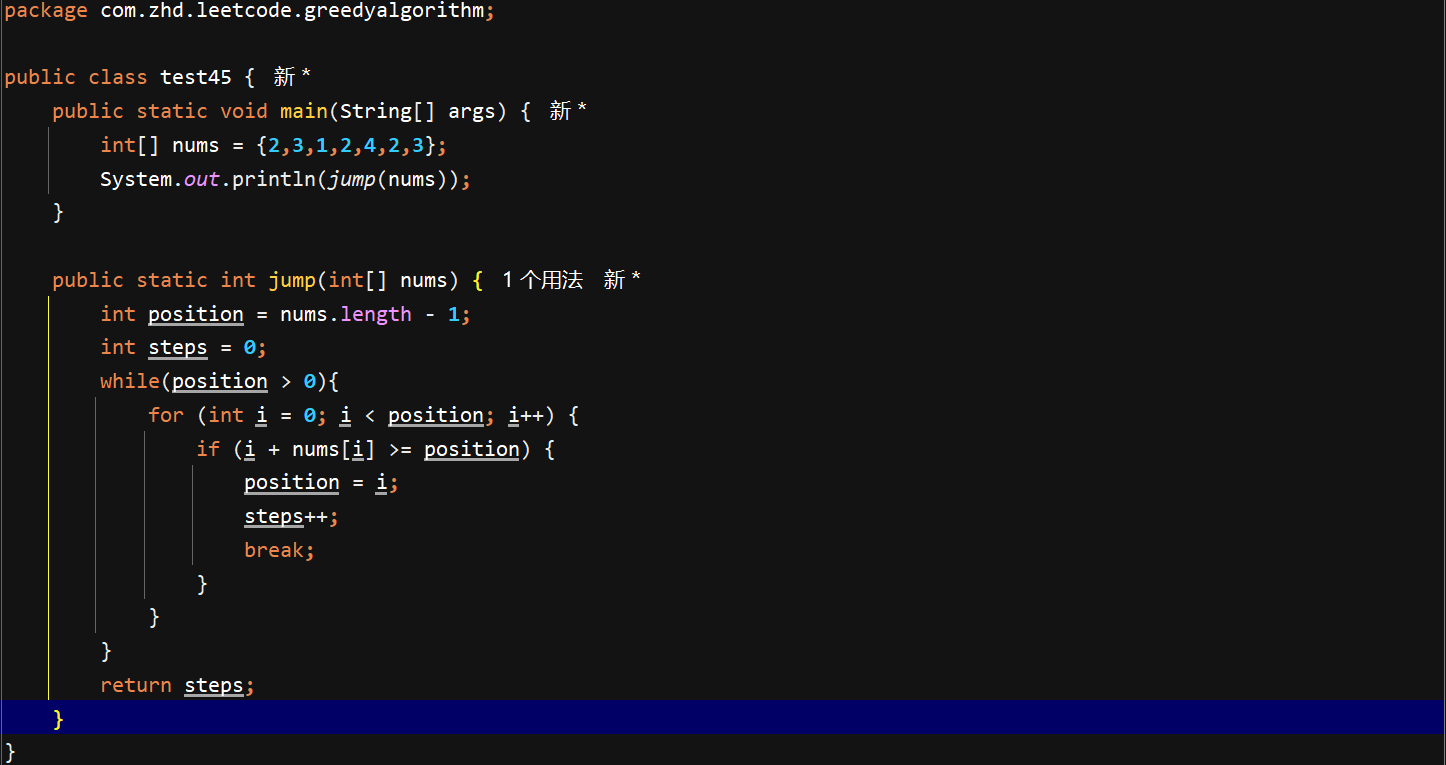 package com.zhd.leetcode.greedyalgorithm;
public class test45 { 新 *
public static void main(String[] args) { 新 *
int[] nums = {2,3,1,2,4,2,3};
System.out.println(jump(nums));
}
public static int jump(int[] nums) { 1 个用法 新 *
int position = nums.length - 1;
int steps = 0;
while(position > 0){
for (int i = 0; i < position; i++) {
if (i + nums[i] >= position) {
position = i;
steps++;
break;
}
}
}
return steps;
}
}